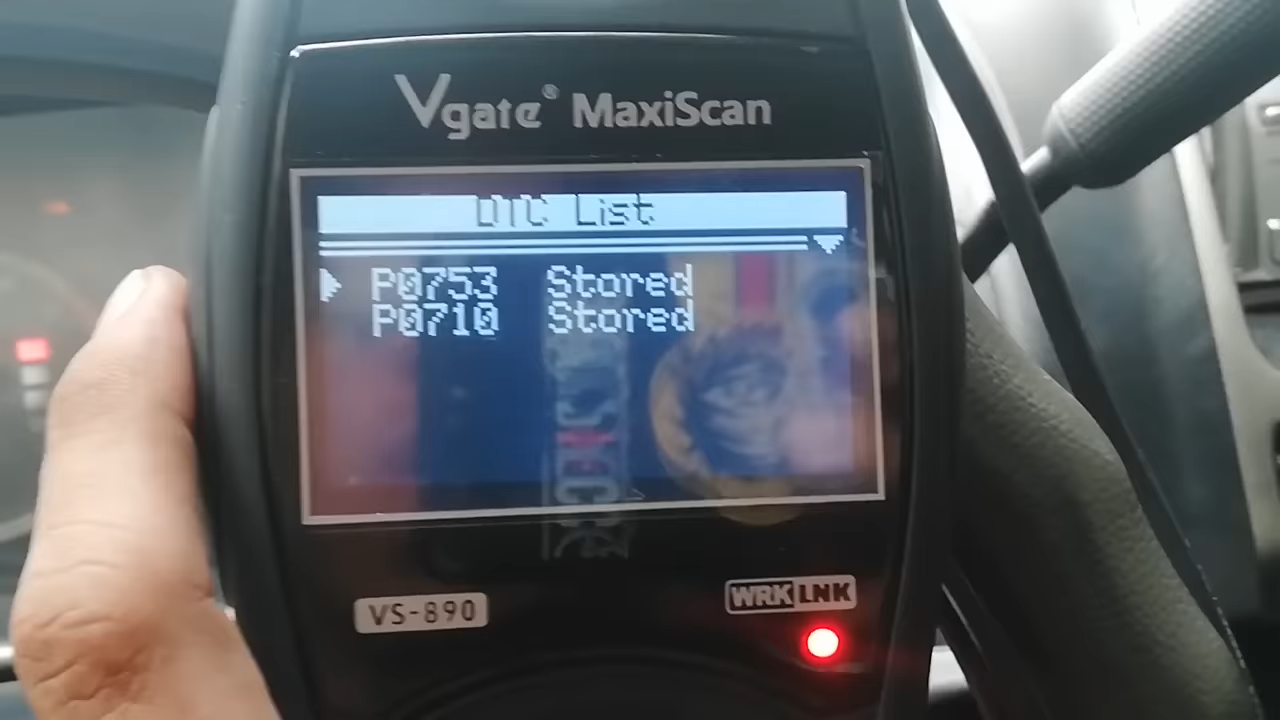 Vgate® MaxiScan
DTC List
P0753 Stored
P0710 Stored
VS-890
WRK LNK